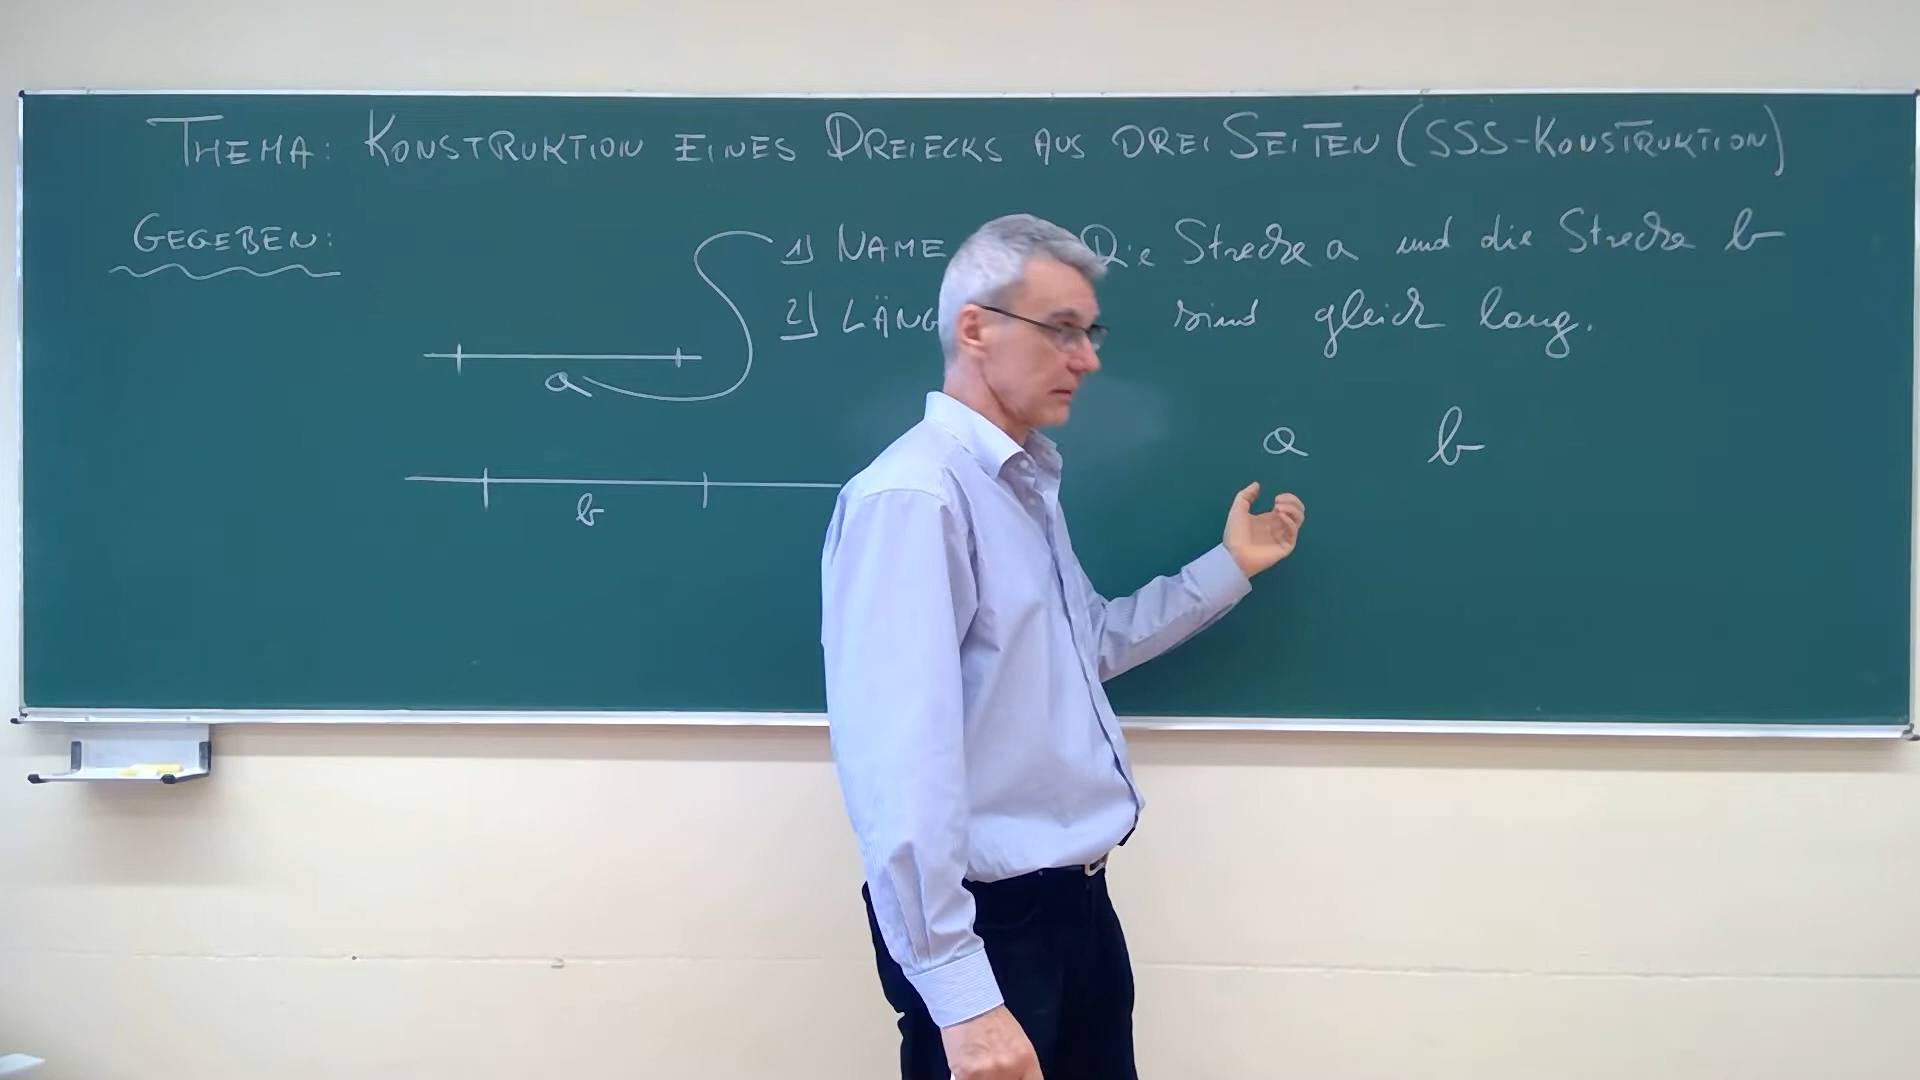 THEMA: KONSTRUKTION EINES DREIECKS AUS DREI SEITEN (SSS-KONSTRUKTION)
GEGEBEN:
1) NAME Die Strecke a und die Strecke b
2) LÄNG sind gleich lang.
a
a b
b